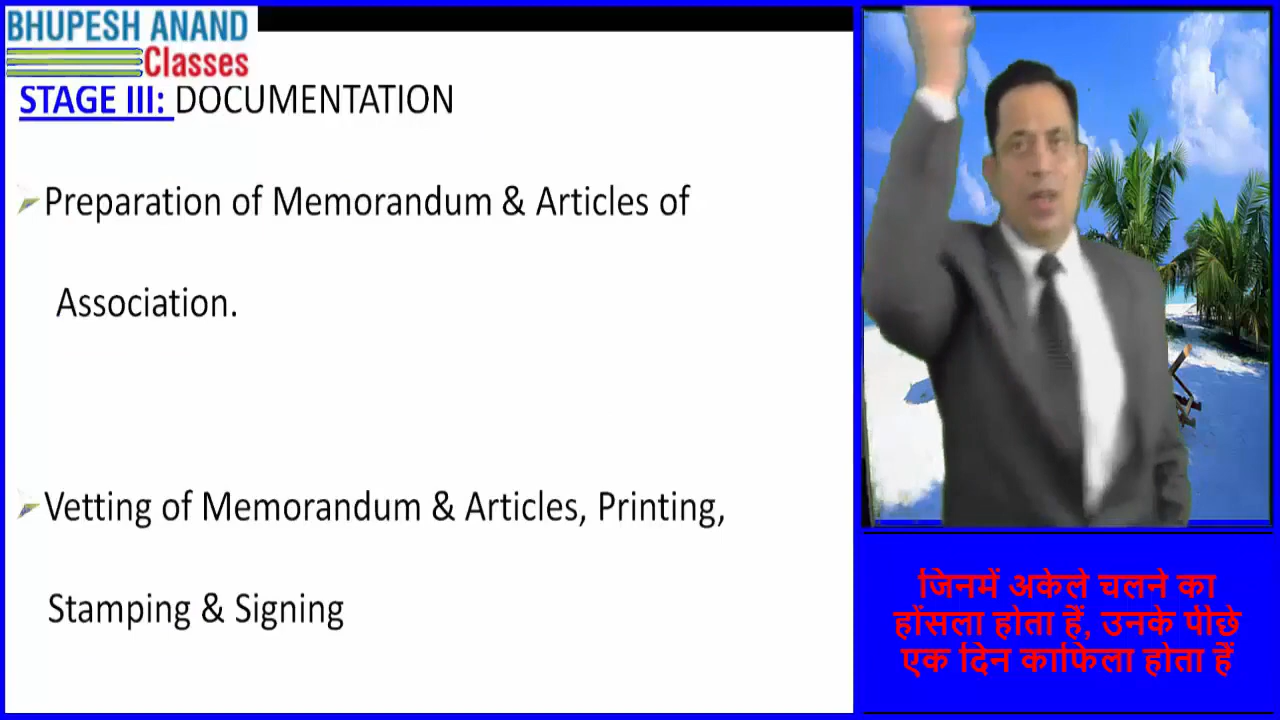 BHUPESH ANAND
Classes
STAGE III: DOCUMENTATION
Preparation of Memorandum & Articles of
Association.
Vetting of Memorandum & Articles, Printing,
Stamping & Signing
जिनमें अकेले चलने का
होंसला होता हैं, उनके पीछे
एक दिन काफिला होता हैं